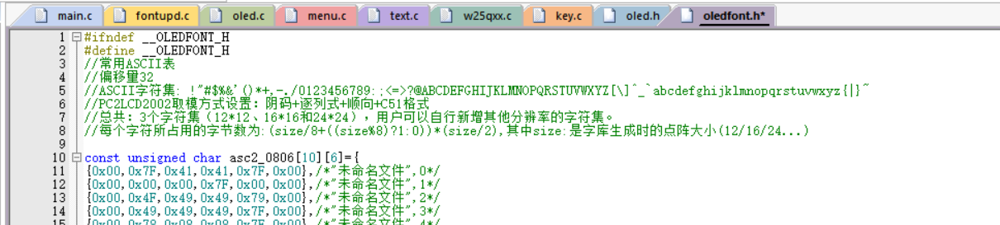 main.c fontupd.c oled.c menu.c text.c w25qxx.c key.c oled.h oledfont.h*
1 #ifndef __OLEDFONT_H
2 #define __OLEDFONT_H
3 //常用ASCII表
4 //偏移量32
5 //ASCII字符集: !"#$%&'()*+,-./0123456789:;<=>?@ABCDEFGHIJKLMNOPQRSTUVWXYZ[\]^_`abcdefghijklmnopqrstuvwxyz{|}~
6 //PC2LCD2002取模方式设置：阴码+逐列式+顺向+C51格式
7 //总共：3个字符集（12*12、16*16和24*24），用户可以自行新增其他分辨率的字符集。
8 //每个字符所占用的字节数为:(size/8+((size%8)?1:0))*(size/2),其中size:是字库生成时的点阵大小(12/16/24...)
9
10 const unsigned char asc2_0806[10][6]={
11 {0x00,0x7F,0x41,0x41,0x7F,0x00},/*"未命名文件",0*/
12 {0x00,0x00,0x00,0x7F,0x00,0x00},/*"未命名文件",1*/
13 {0x00,0x4F,0x49,0x49,0x79,0x00},/*"未命名文件",2*/
14 {0x00,0x49,0x49,0x49,0x7F,0x00},/*"未命名文件",3*/
15 {0x00,0x78,0x08,0x08,0x7F,0x00},/*"未命名文件",4*/